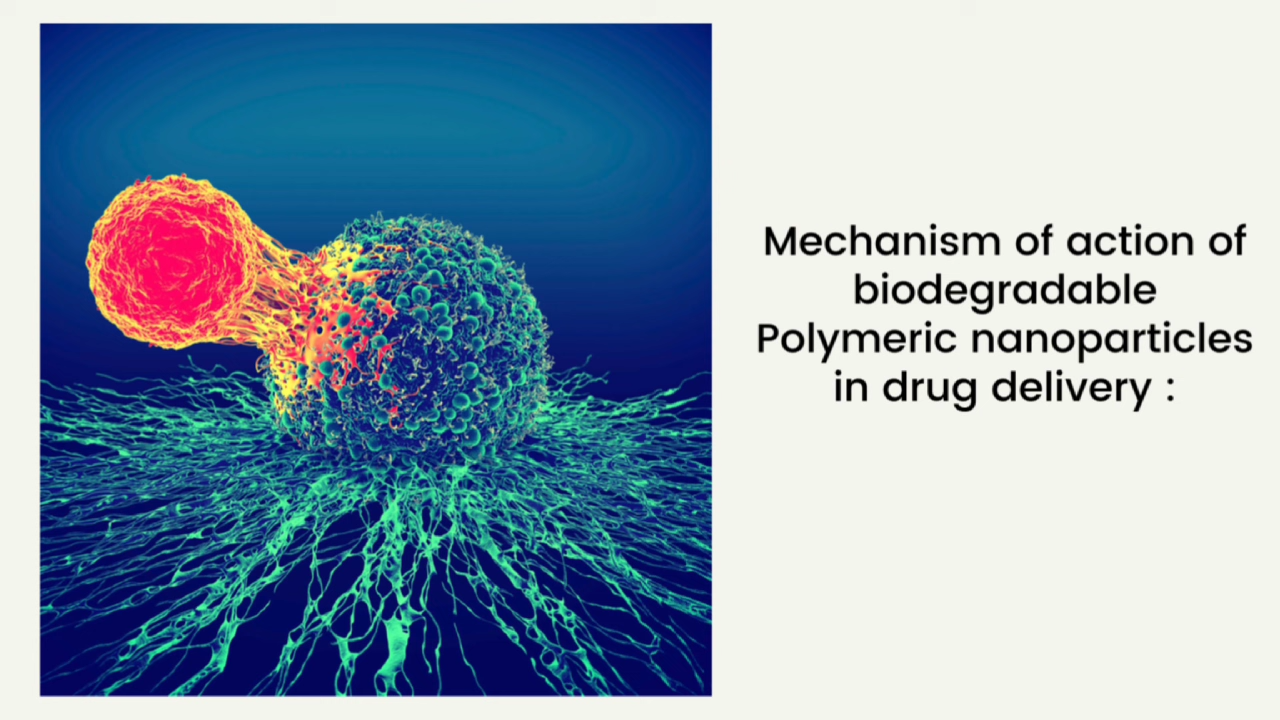 Mechanism of action of
biodegradable
Polymeric nanoparticles
in drug delivery :